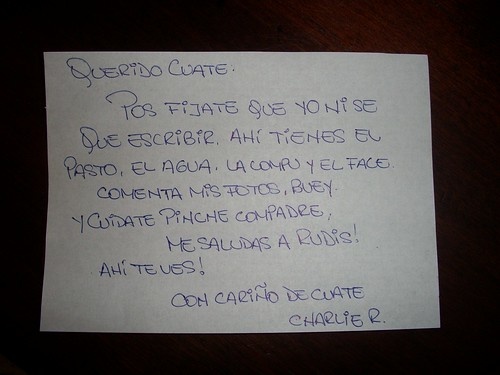 QUERIDO CUATE.
POS FIJATE QUE YO NI SE
QUE ESCRIBIR. AHÍ TIENES EL
PASTO, EL AGUA, LA COMPU Y EL FACE.
COMENTA MIS FOTOS, BUEY.
Y CUIDATE PINCHE COMPADRE,
ME SALUDAS A RUDIS!
AHÍ TE VES!
CON CARIÑO DE CUATE
CHARLIE R.